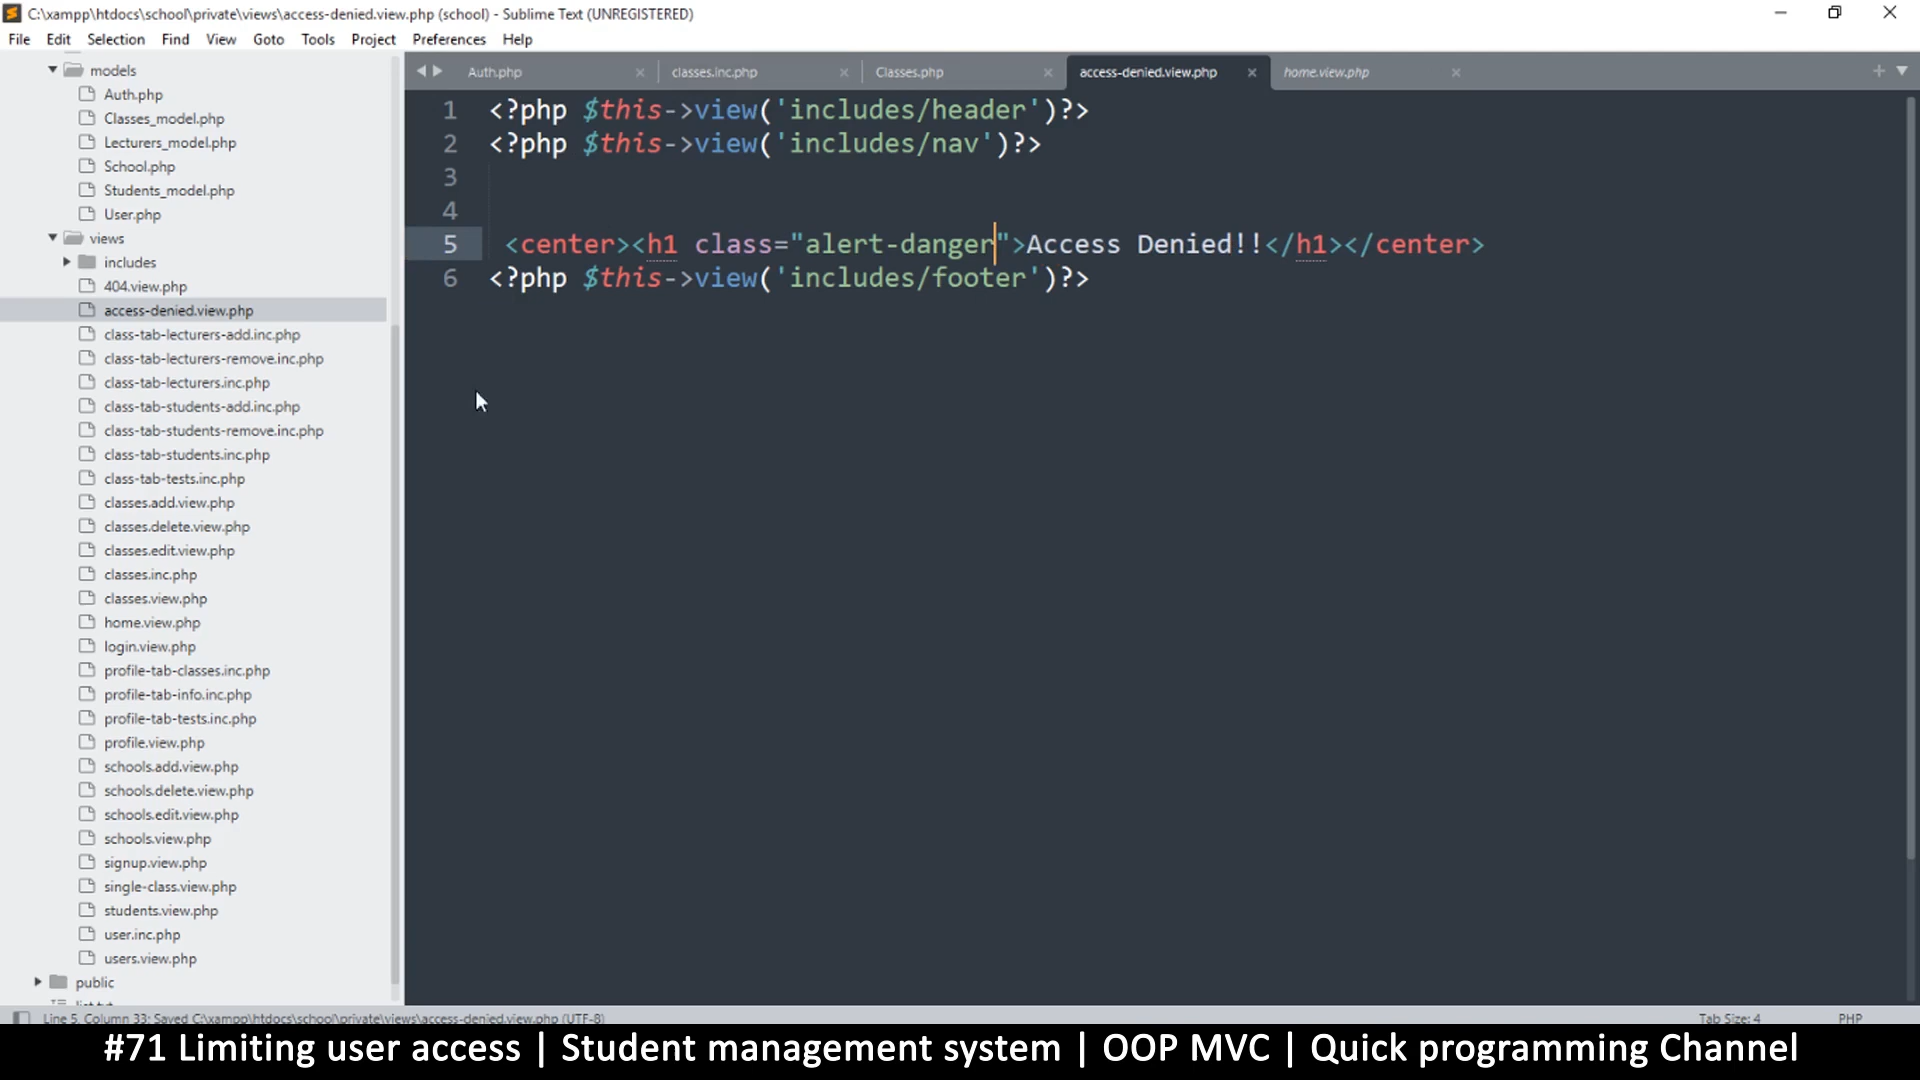 C:\xampp\htdocs\school\private\views\access-denied.view.php (school) - Sublime Text (UNREGISTERED)
File Edit Selection Find View Goto Tools Project Preferences Help
models
Auth.php
Classes_model.php
Lecturers_model.php
School.php
Students_model.php
User.php
views
includes
404.view.php
access-denied.view.php
class-tab-lecturers-add.inc.php
class-tab-lecturers-remove.inc.php
class-tab-lecturers.inc.php
class-tab-students-add.inc.php
class-tab-students-remove.inc.php
class-tab-students.inc.php
class-tab-tests.inc.php
classes.add.view.php
classes.delete.view.php
classes.edit.view.php
classes.inc.php
classes.view.php
home.view.php
login.view.php
profile-tab-classes.inc.php
profile-tab-info.inc.php
profile-tab-tests.inc.php
profile.view.php
schools.add.view.php
schools.delete.view.php
schools.edit.view.php
schools.view.php
signup.view.php
single-class.view.php
students.view.php
user.inc.php
users.view.php
public
Auth.php classes.inc.php Classes.php access-denied.view.php home.view.php
1 <?php $this->view('includes/header')?>
2 <?php $this->view('includes/nav')?>
3
4
5 <center><h1 class="alert-danger">Access Denied!!</h1></center>
6 <?php $this->view('includes/footer')?>
Line 5, Column 33; Saved C:\xampp\htdocs\school\private\views\access-denied.view.php (UTF-8) Tab Size: 4 PHP
#71 Limiting user access | Student management system | OOP MVC | Quick programming Channel